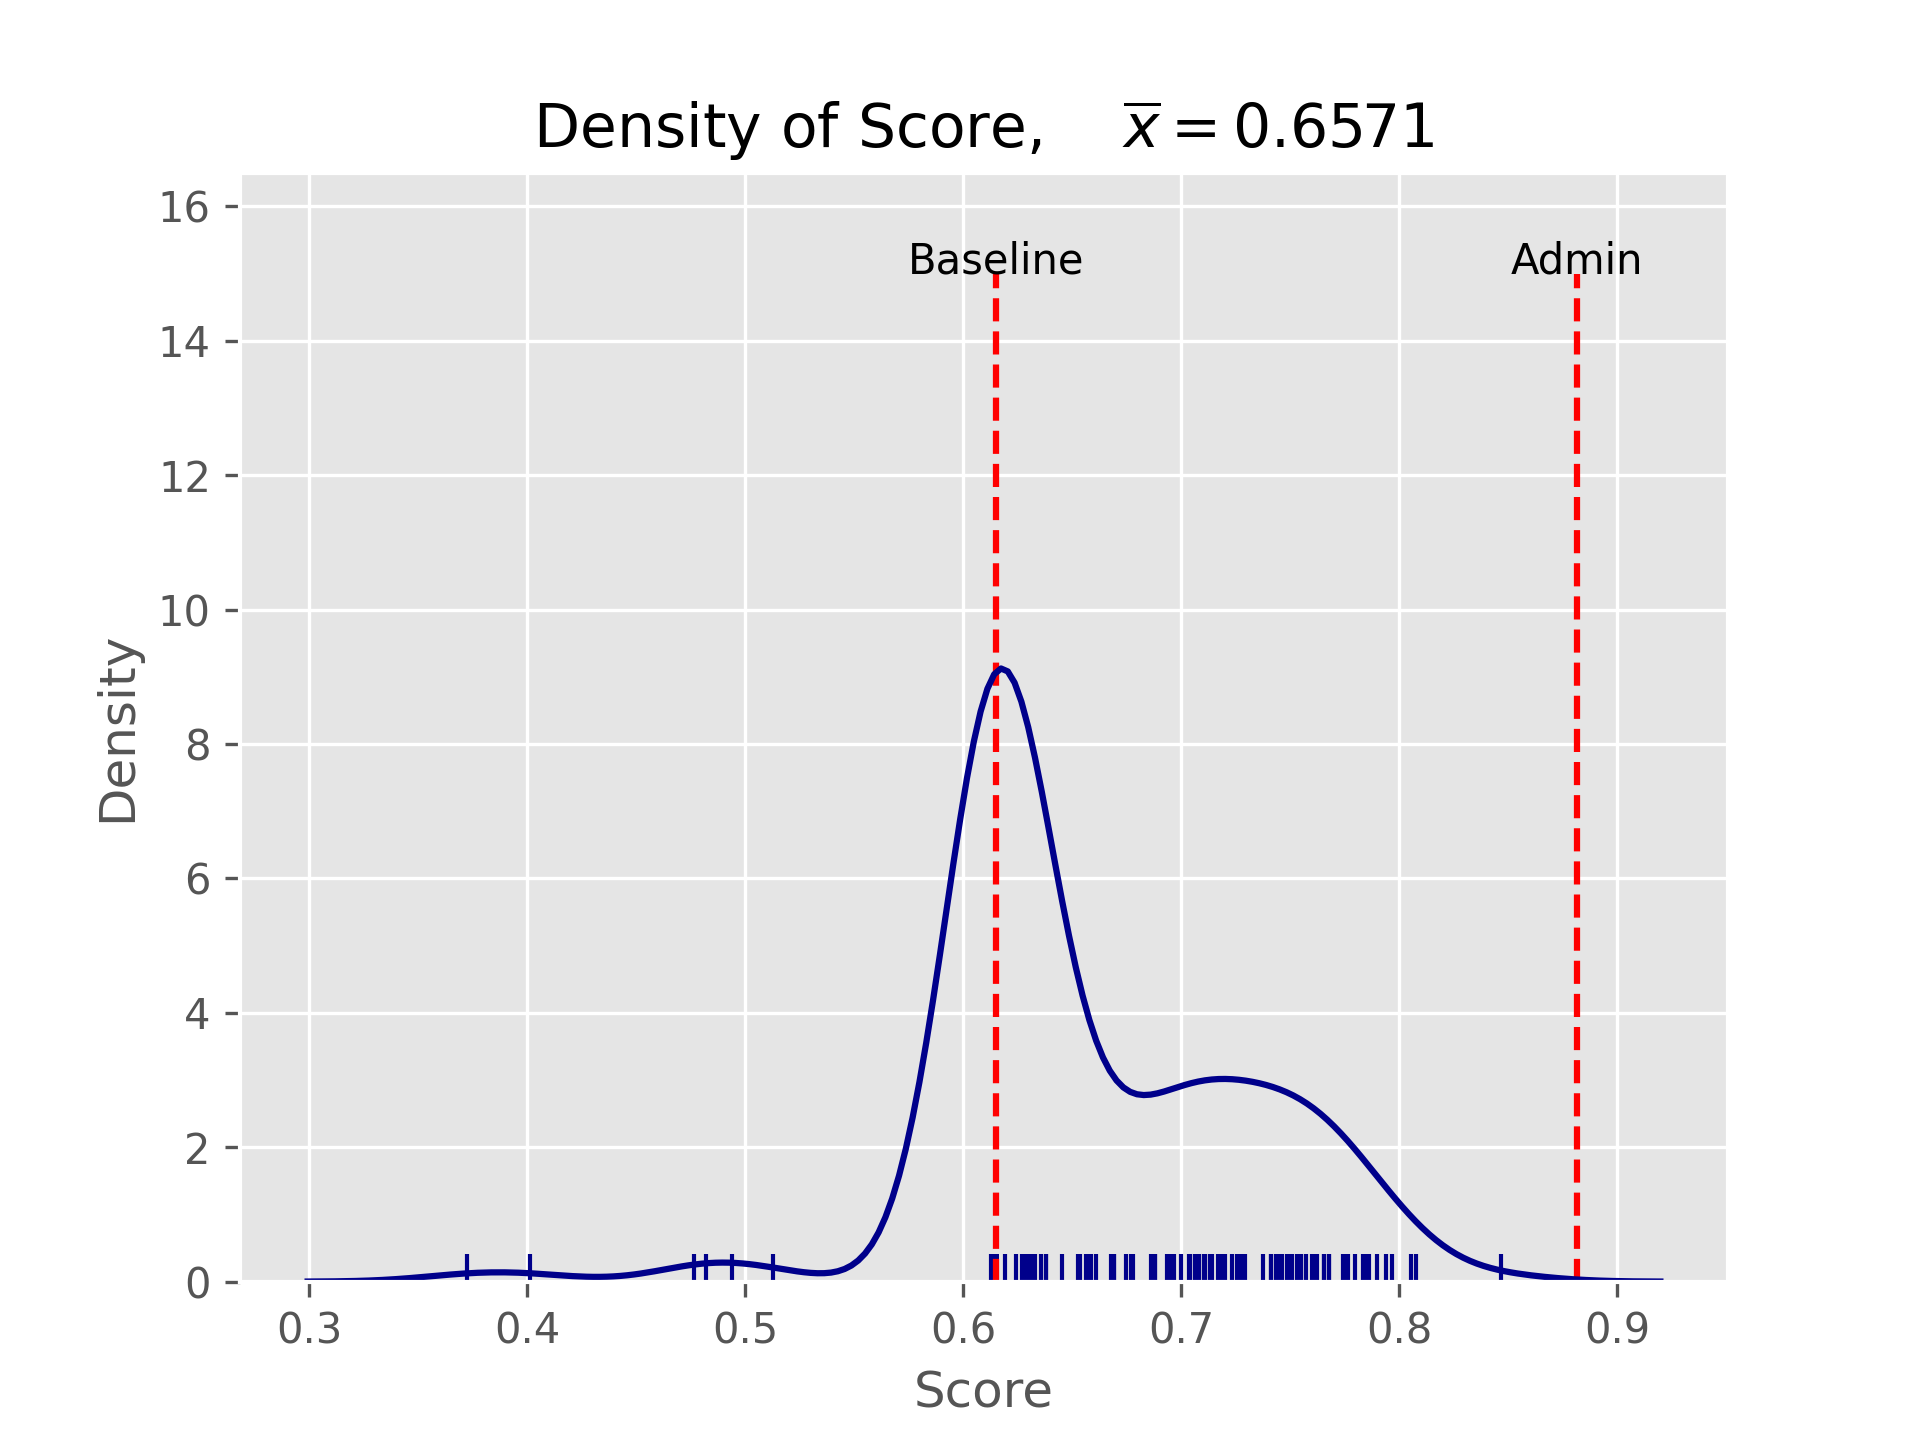 Density of Score, x̅ = 0.6571
16
Baseline Admin
14
12
10
Density
8
6
4
2
0
0.3 0.4 0.5 0.6 0.7 0.8 0.9
Score